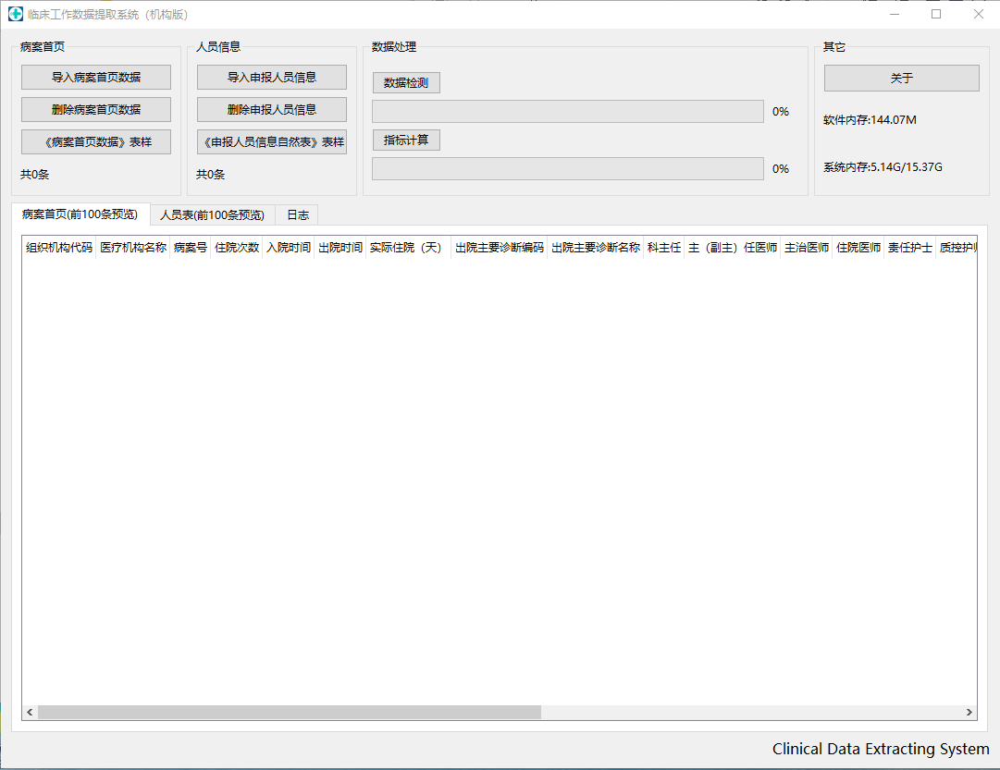 临床工作数据提取系统（机构版）
病案首页
导入病案首页数据
删除病案首页数据
《病案首页数据》表样
共0条
人员信息
导入申报人员信息
删除申报人员信息
《申报人员信息自然表》表样
共0条
数据处理
数据检测
0%
指标计算
0%
其它
关于
软件内存:144.07M
系统内存:5.14G/15.37G
病案首页(前100条预览) 人员表(前100条预览) 日志
组织机构代码 医疗机构名称 病案号 住院次数 入院时间 出院时间 实际住院（天） 出院主要诊断编码 出院主要诊断名称 科主任 主（副主）任医师 主治医师 住院医师 责任护士 质控护
Clinical Data Extracting System